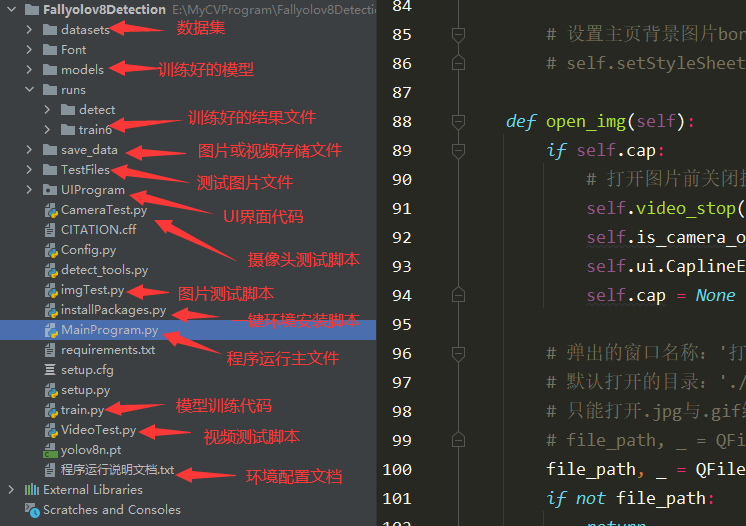 Fallyolov8Detection E:\MyCVProgram\Fallyolov8Detection
datasets 数据集
Font
models 训练好的模型
runs
detect
train6 训练好的结果文件
save_data 图片或视频存储文件
TestFiles 测试图片文件
UIProgram UI界面代码
CameraTest.py
CITATION.cff
Config.py 摄像头测试脚本
detect_tools.py
imgTest.py 图片测试脚本
installPackages.py 一键环境安装脚本
MainProgram.py
requirements.txt 程序运行主文件
setup.cfg
setup.py
train.py 模型训练代码
VideoTest.py 视频测试脚本
yolov8n.pt
程序运行说明文档.txt 环境配置文档
External Libraries
Scratches and Consoles
84
85 # 设置主页背景图片bor
86 # self.setStyleSheet
87
88 def open_img(self):
89 if self.cap:
90 # 打开图片前关闭
91 self.video_stop(
92 self.is_camera_o
93 self.ui.CaplineE
94 self.cap = None
95
96 # 弹出的窗口名称：'打
97 # 默认打开的目录：'./
98 # 只能打开.jpg与.gif
99 # file_path, _ = QF
100 file_path, _ = QFile
101 if not file_path:
102 return